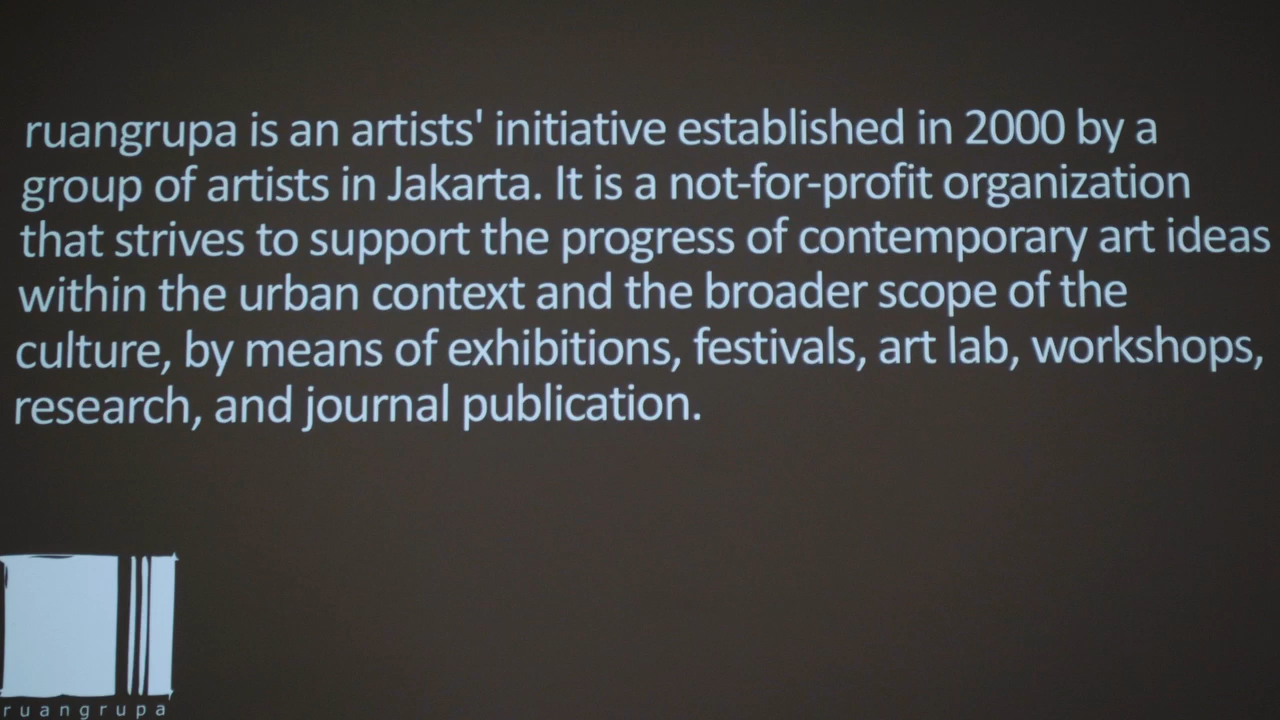 ruangrupa is an artists' initiative established in 2000 by a
group of artists in Jakarta. It is a not-for-profit organization
that strives to support the progress of contemporary art ideas
within the urban context and the broader scope of the
culture, by means of exhibitions, festivals, art lab, workshops,
research, and journal publication.
ruangrupa